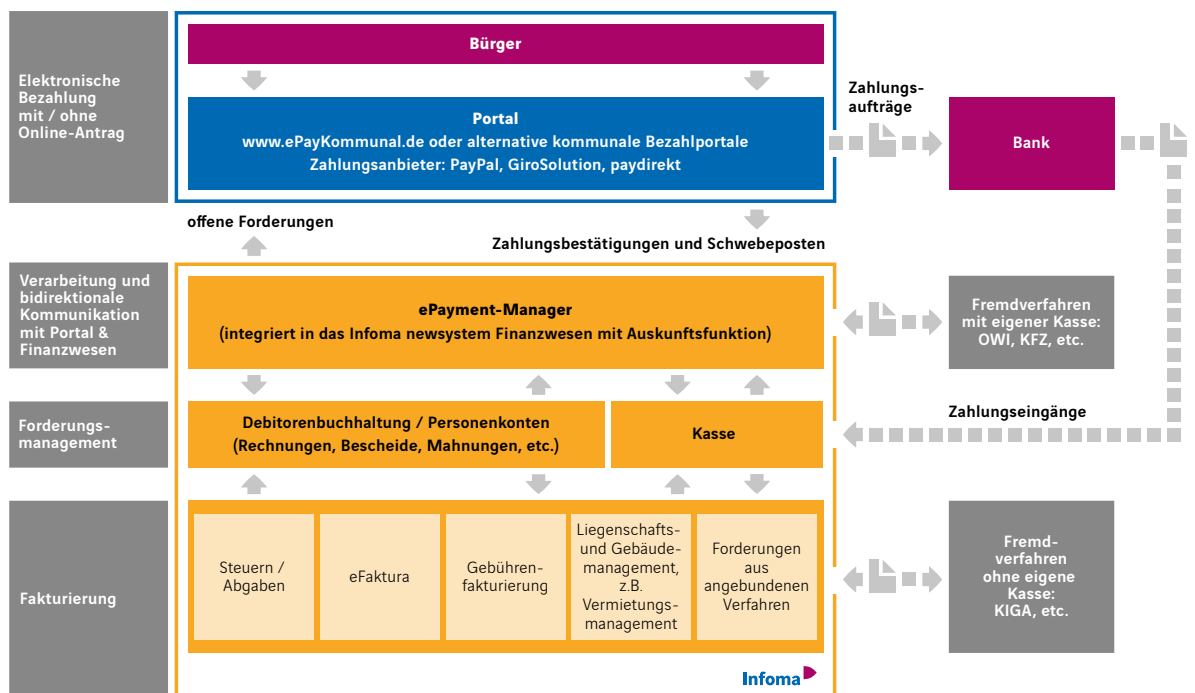 Elektronische
Bezahlung
mit / ohne
Online-Antrag
Bürger
Portal
www.ePayKommunal.de oder alternative kommunale Bezahlportale
Zahlungsanbieter: PayPal, GiroSolution, paydirekt
Zahlungs-
aufträge
Bank
offene Forderungen
Zahlungsbestätigungen und Schwebeposten
Verarbeitung und
bidirektionale
Kommunikation
mit Portal &
Finanzwesen
ePayment-Manager
(integriert in das Infoma newsystem Finanzwesen mit Auskunftsfunktion)
Fremdverfahren
mit eigener Kasse:
OWI, KFZ, etc.
Forderungs-
management
Debitorenbuchhaltung / Personenkonten
(Rechnungen, Bescheide, Mahnungen, etc.)
Kasse
Zahlungseingänge
Fakturierung
Steuern /
Abgaben
eFaktura
Gebühren-
fakturierung
Liegenschafts-
und Gebäude-
management,
z.B.
Vermietungs-
management
Forderungen
aus
angebundenen
Verfahren
Fremd-
verfahren
ohne eigene
Kasse:
KIGA, etc.
Infoma